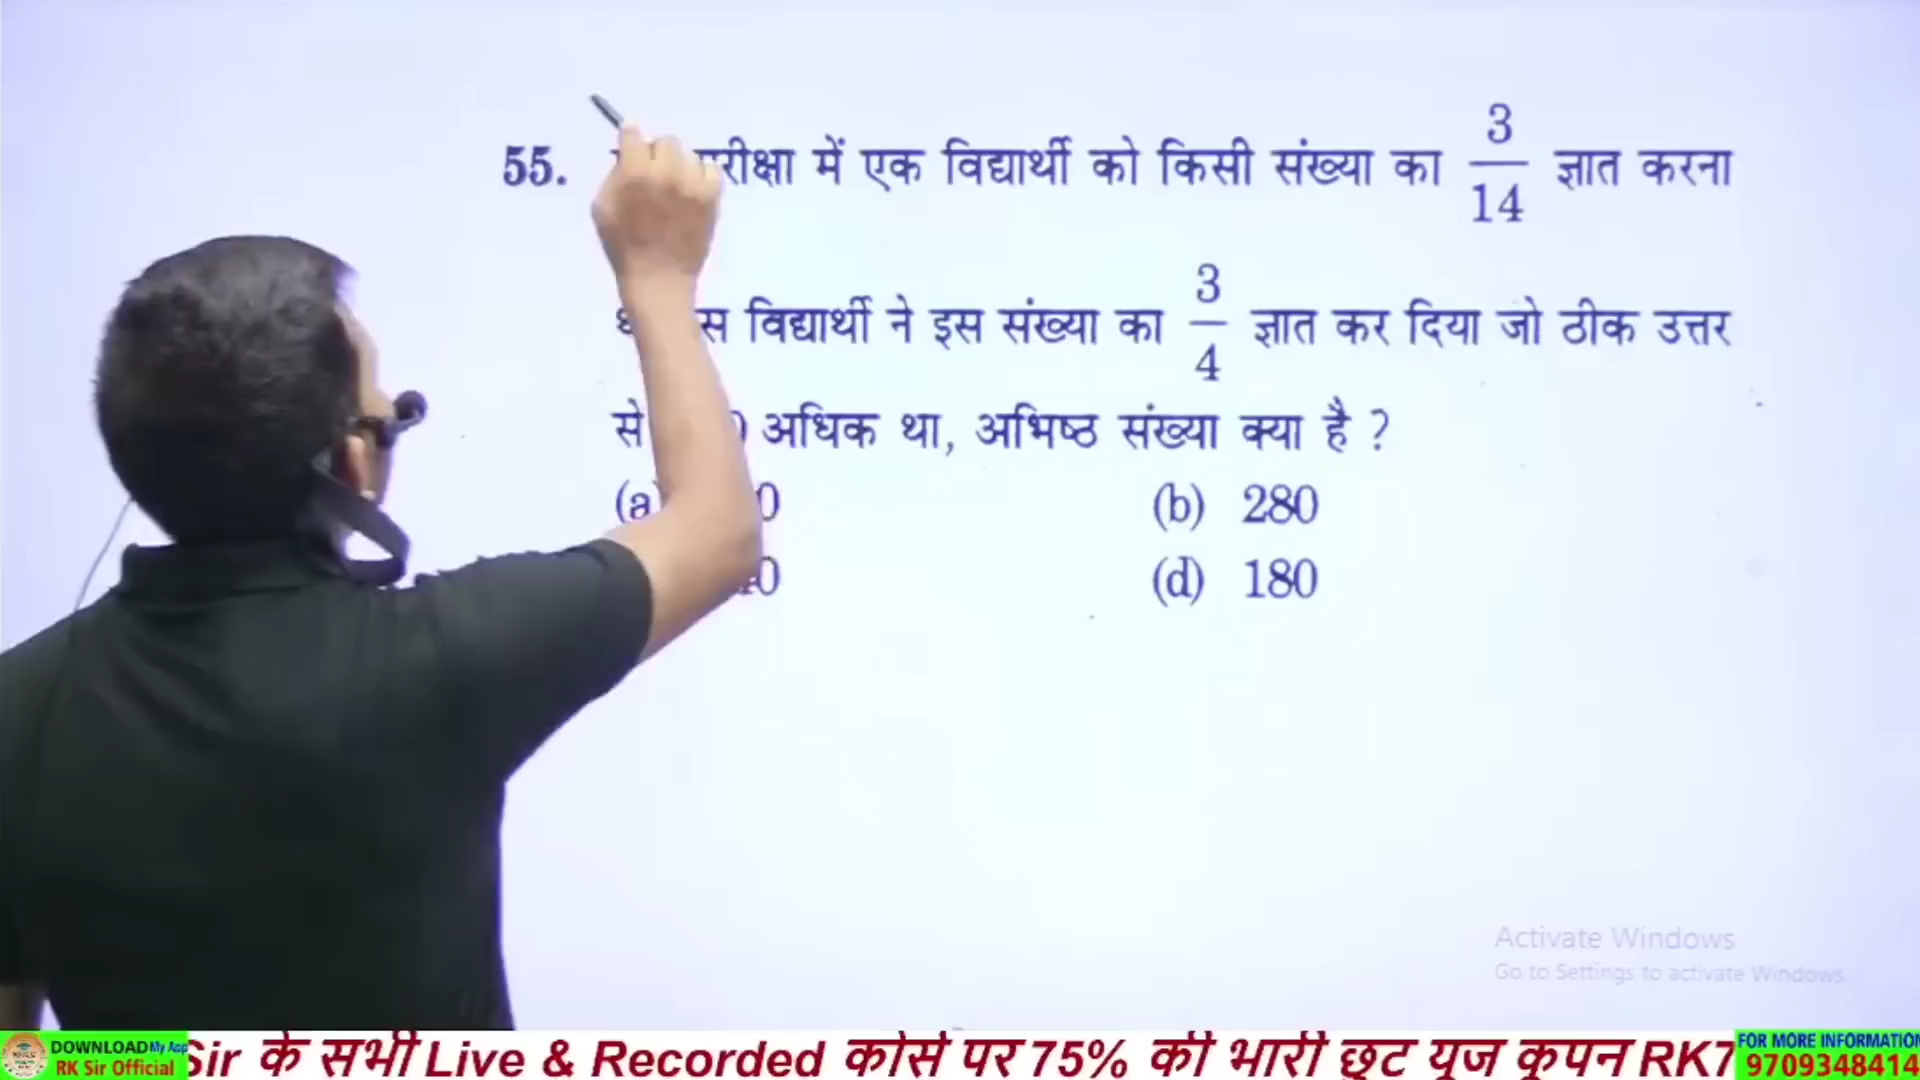 55. परीक्षा में एक विद्यार्थी को किसी संख्या का 3/14 ज्ञात करना
विद्यार्थी ने इस संख्या का 3/4 ज्ञात कर दिया जो ठीक उत्तर
से अधिक था, अभिष्ठ संख्या क्या है ?
(b) 280
(d) 180
Activate Windows
Go to Settings to activate Windows.
DOWNLOAD My App
RK Sir Official
Sir के सभी Live & Recorded कोर्स पर 75% की भारी छुट यूज कूपन RK7
FOR MORE INFORMATION
9709348414